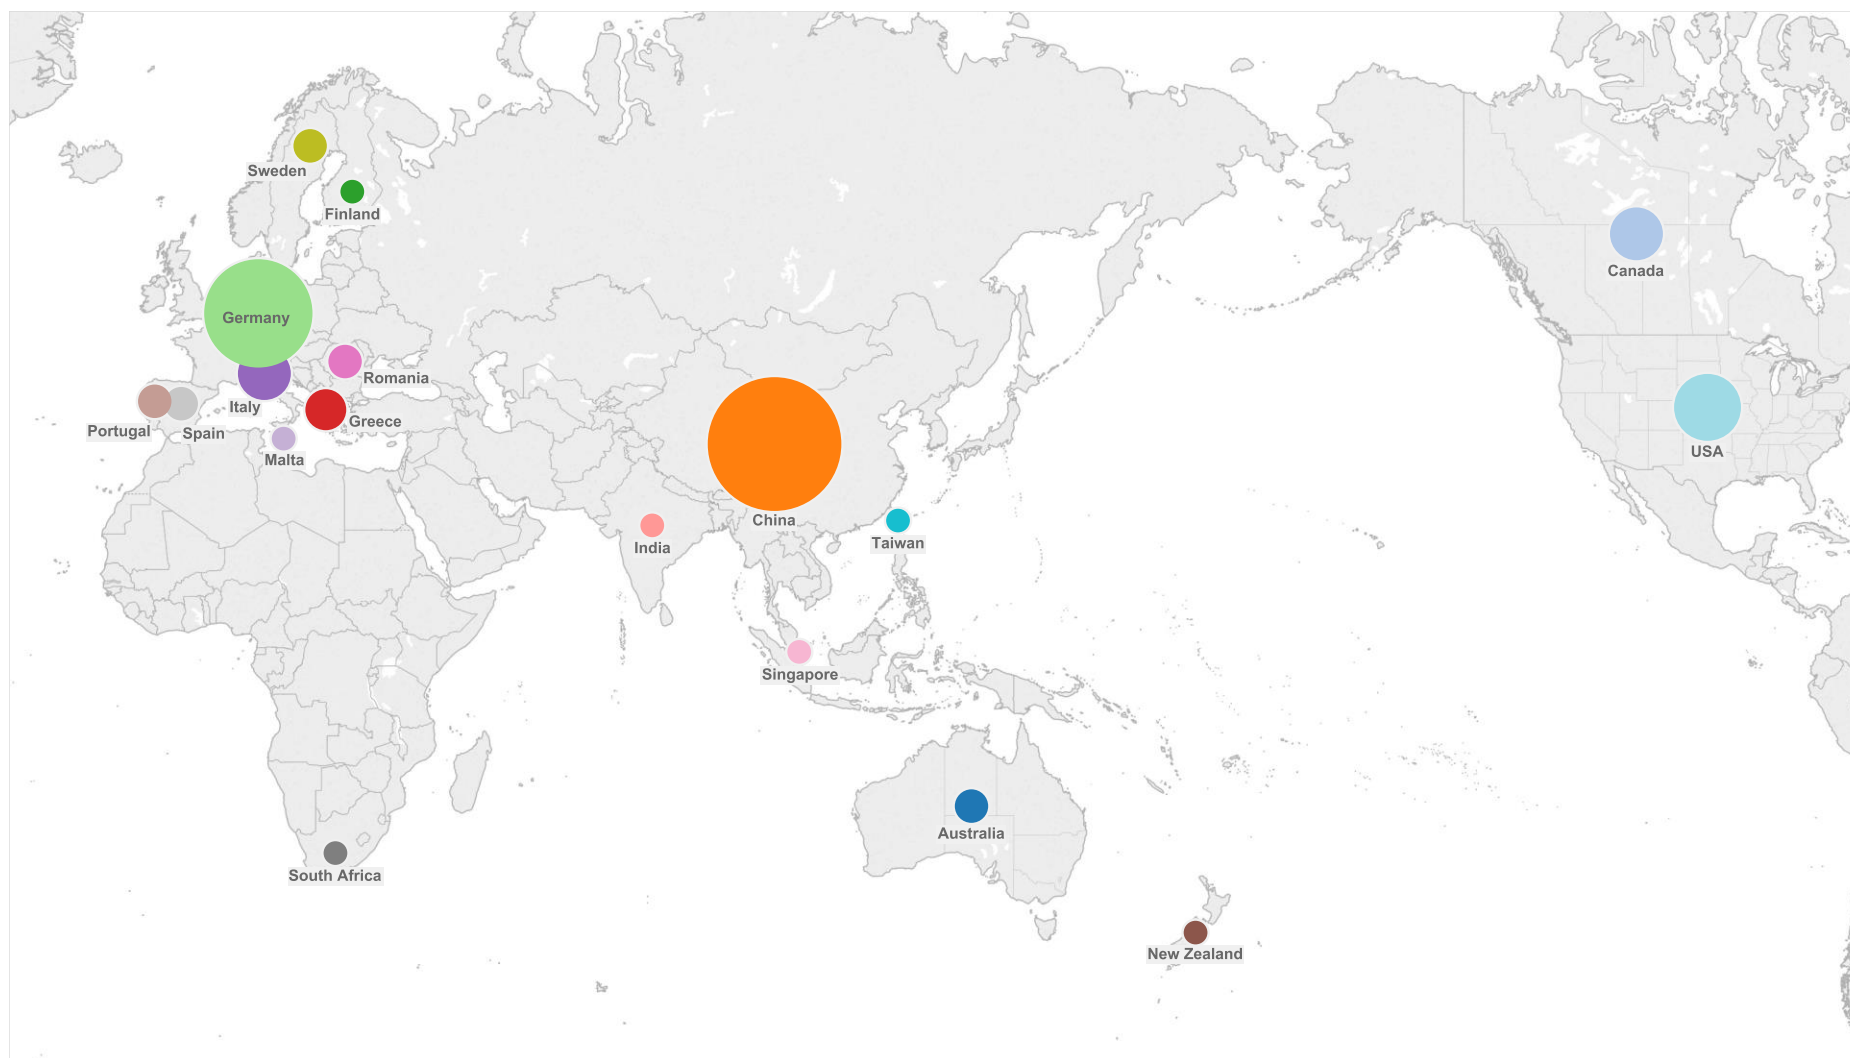 Sweden
Finland
Canada
Germany
Romania
Italy
Greece
Portugal
Spain
Malta
USA
China
Taiwan
India
Singapore
Australia
South Africa
New Zealand